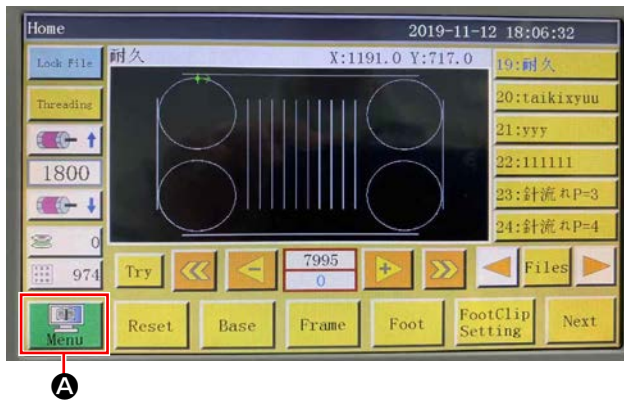 Home 2019-11-12 18:06:32
Lock File
耐久 X:1191.0 Y:717.0
19:耐久
Threading
20:taikixyuu
21:yyy
1800
22:111111
23:針流れP=3
0
24:針流れP=4
974
Try
7995
0
Files
Menu
Reset
Base
Frame
Foot
FootClip
Setting
Next
A